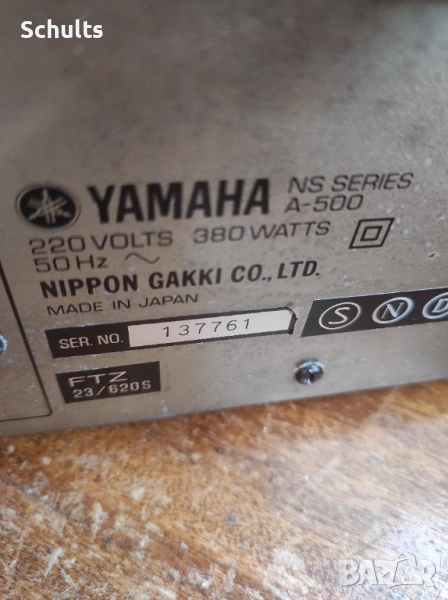 Schults
YAMAHA NS SERIES
A-500
220 VOLTS 380 WATTS
50 Hz
NIPPON GAKKI CO., LTD.
MADE IN JAPAN
SER. NO. 137761
S N D
FTZ
23/620S
BAZAR